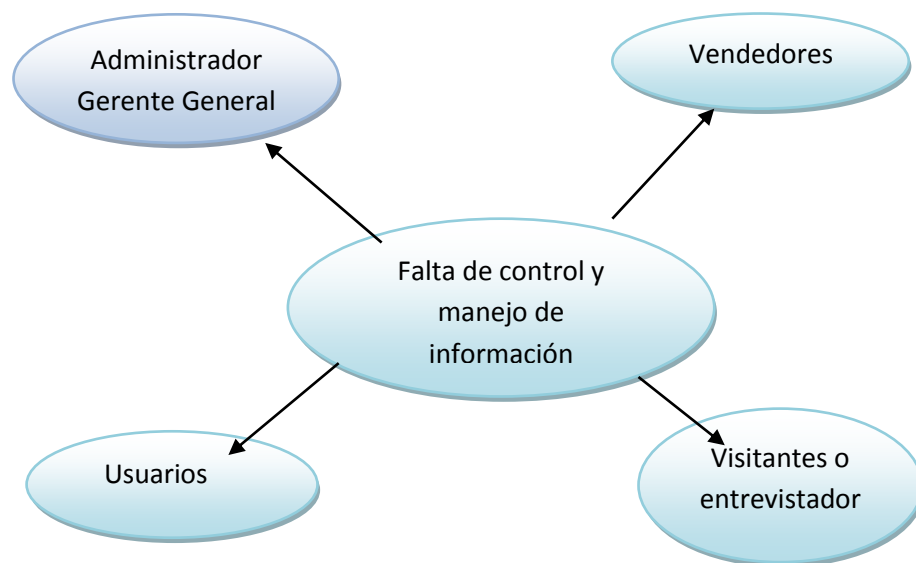 Administrador
Gerente General
Vendedores
Falta de control y
manejo de
información
Usuarios
Visitantes o
entrevistador